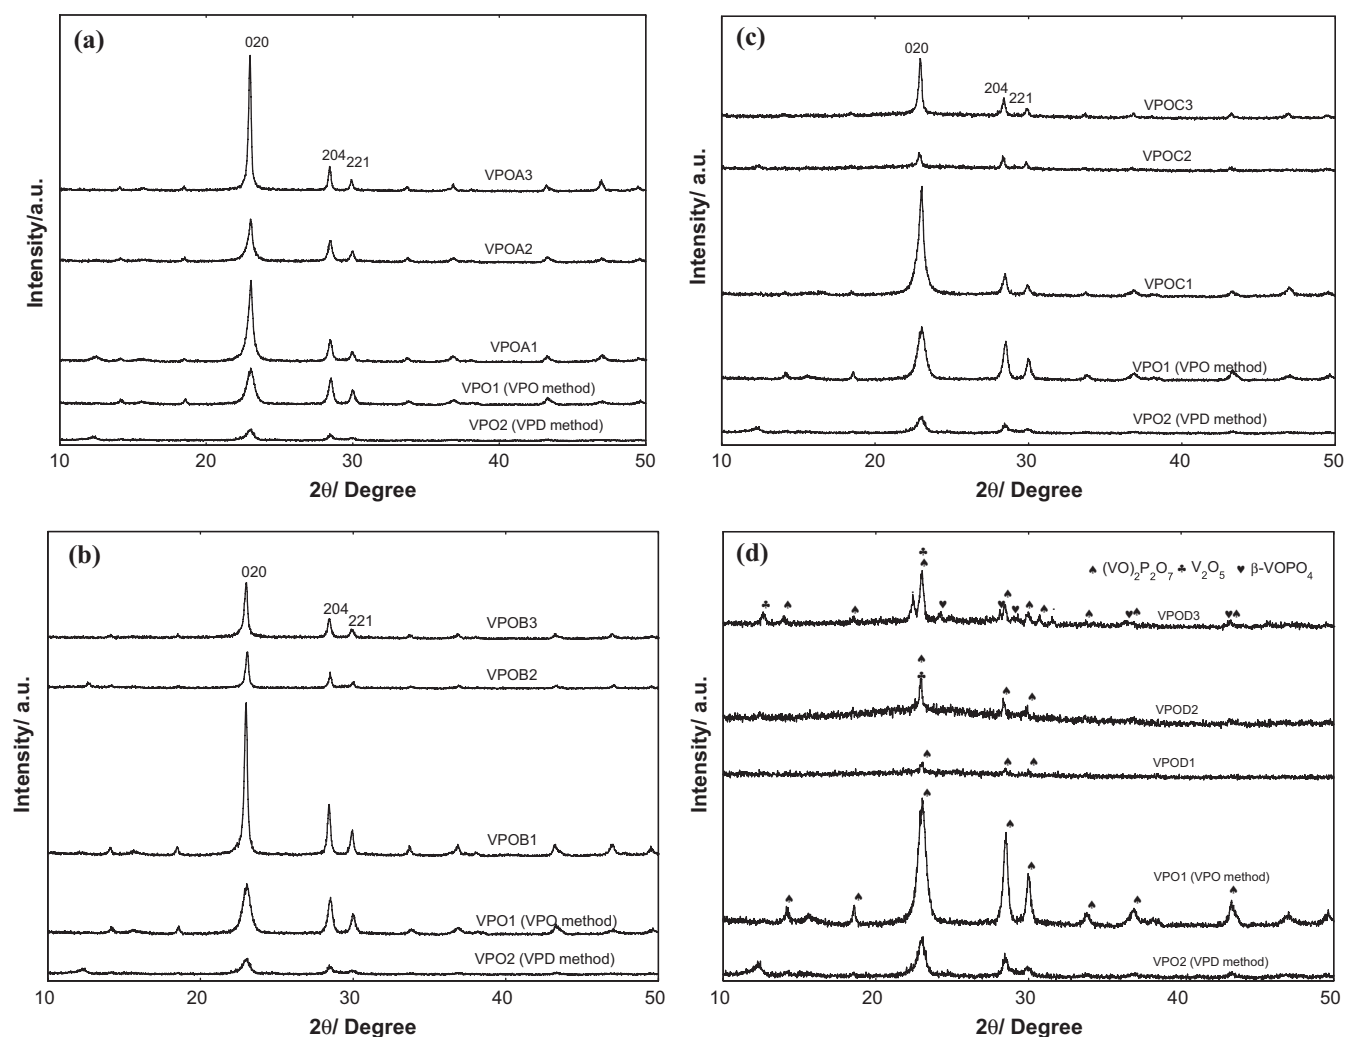 (a)
020
204 221
VPOA3
VPOA2
VPOA1
VPO1 (VPO method)
VPO2 (VPD method)
Intensity/a.u.
10 20 30 40 50
2θ/ Degree
(c)
020
204
221
VPOC3
VPOC2
VPOC1
VPO1 (VPO method)
VPO2 (VPD method)
Intensity/ a.u.
10 20 30 40 50
2θ/ Degree
(b)
020
204
221
VPOB3
VPOB2
VPOB1
VPO1 (VPO method)
VPO2 (VPD method)
Intensity/ a.u.
10 20 30 40 50
2θ/ Degree
(d)
♠ (VO)₂P₂O₇ ♣ V₂O₅ ♥ β-VOPO₄
VPOD3
VPOD2
VPOD1
VPO1 (VPO method)
VPO2 (VPD method)
Intensity/ a.u.
10 20 30 40 50
2θ/ Degree